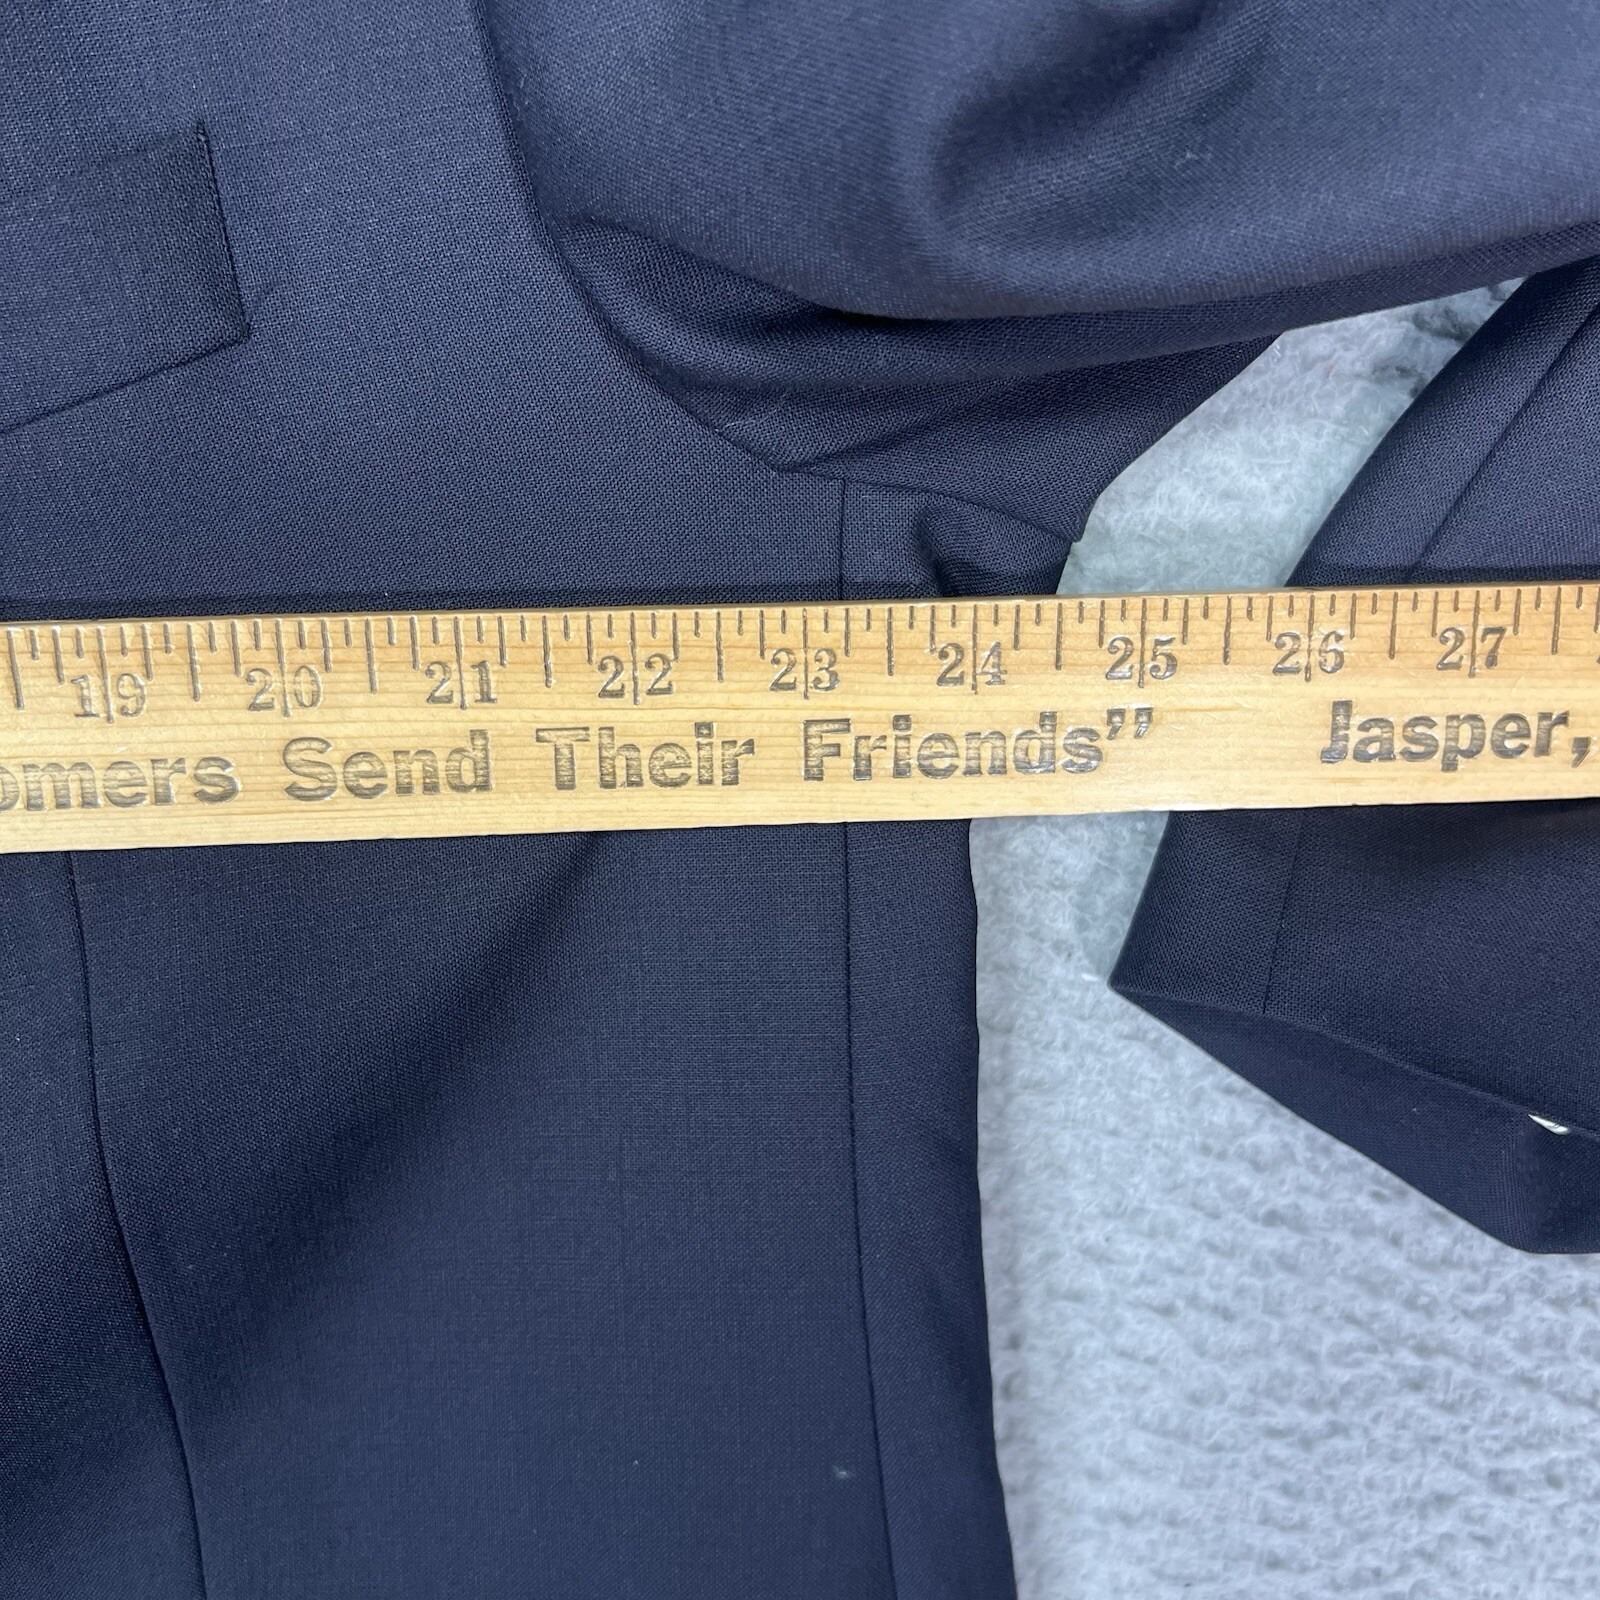 19 20 21 22 23 24 25 26 27
omers Send Their Friends” Jasper,